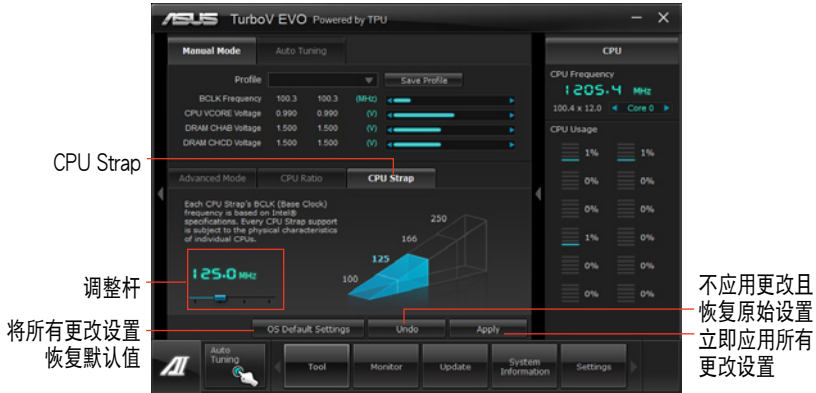 ASUS TurboV EVO Powered by TPU
Manual Mode Auto Tuning
Profile Save Profile
BCLK Frequency 100.3 100.3 (MHz)
CPU VCORE Voltage 0.990 0.990 (V)
DRAM CHAB Voltage 1.500 1.500 (V)
DRAM CHCD Voltage 1.500 1.500 (V)
CPU Strap
Advanced Mode CPU Ratio CPU Strap
Each CPU Strap's BCLK (Base Clock)
frequency is based on Intel®
specifications. Every CPU Strap support
is subject to the physical characteristics
of individual CPUs.
250
166
125
100
调整杆
125.0 MHz
将所有更改设置
恢复默认值
OS Default Settings Undo Apply
不应用更改且
恢复原始设置
立即应用所有
更改设置
CPU
CPU Frequency
1205.4 MHz
100.4 x 12.0 Core 0
CPU Usage
1% 1%
0% 0%
0% 0%
1% 0%
0% 0%
0% 0%
AI
Auto
Tuning
Tool
Monitor
Update
System
Information
Settings